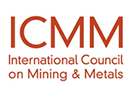 ICMM
International Council
on Mining & Metals